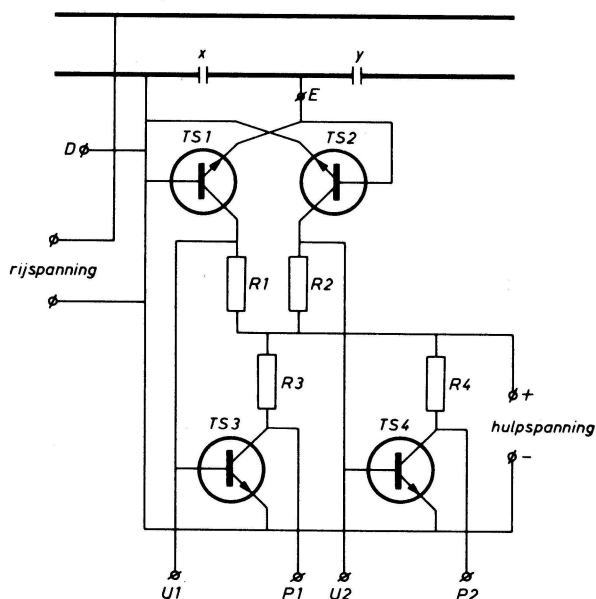 x
y
E
TS1
TS2
D
rijspanning
R1
R2
R3
R4
+
hulpspanning
-
TS3
TS4
U1
P1
U2
P2